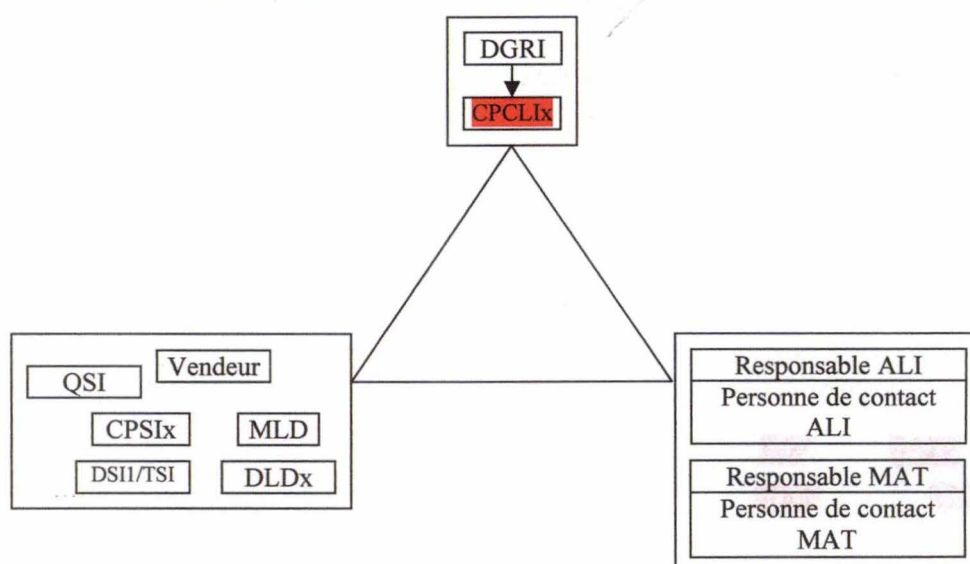 DGRI
CPCLIx
Vendeur
QSI
CPSIx
MLD
DSI1/TSI
DLDx
Responsable ALI
Personne de contact
ALI
Responsable MAT
Personne de contact
MAT